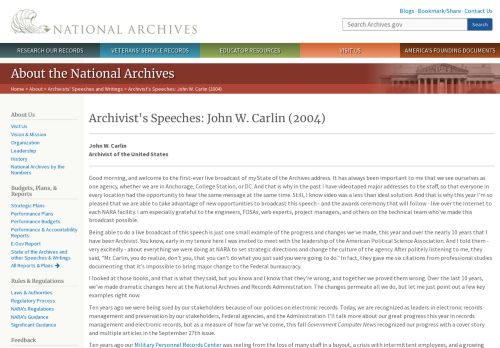 NATIONAL ARCHIVES
Blogs · Bookmark/Share · Contact Us
Search Archives.gov
Search
RESEARCH OUR RECORDS
VETERANS' SERVICE RECORDS
EDUCATOR RESOURCES
VISIT US
AMERICA'S FOUNDING DOCUMENTS
About the National Archives
Home > About > Archivists' Speeches and Writings > Archivist's Speeches: John W. Carlin (2004)
About Us
Visit Us
Vision & Mission
Organization
Leadership
History
National Archives by the Numbers
Budgets, Plans, & Reports
Strategic Plans
Performance Plans
Performance Budgets
Performance & Accountability Reports
E-Gov Report
State of the Archives and other Speeches & Writings
All Reports & Plans
Rules & Regulations
Laws & Authorities
Regulatory Process
NARA's Regulations
NARA's Guidance
Significant Guidance
Feedback
Archivist's Speeches: John W. Carlin (2004)
John W. Carlin
Archivist of the United States
Good morning, and welcome to the first-ever live broadcast of my State of the Archives address. It has always been important to me that we see ourselves as
one agency, whether we are in Anchorage, College Station, or DC. And that is why in the past I have videotaped major addresses to the staff, so that everyone in
every location had the opportunity to hear the same message at the same time. Still, I know video was a less than ideal solution. And that is why this year I'm so
pleased that we are able to take advantage of new opportunities to broadcast this speech - and the awards ceremony that will follow - live over the Internet to
each NARA facility. I am especially grateful to the engineers, FOSAs, web experts, project managers, and others on the technical team who've made this
broadcast possible.
Being able to do a live broadcast of this speech is just one small example of the progress and changes we've made, this year and over the nearly 10 years that I
have been Archivist. You know, early in my tenure here I was invited to meet with the leadership of the American Political Science Association. And I told them -
very excitedly - about everything we were doing at NARA to set strategic directions and change the culture of the agency. After politely listening to me, they said,
"Mr. Carlin, you do realize, don't you, that you can't do what you just said you were going to do." In fact, they gave me six citations from professional studies
documenting that it's impossible to bring major change to the Federal bureaucracy.
I looked at those books, and that is what they said, but you know and I know that they're wrong, and together we proved them wrong. Over the last 10 years,
we've made dramatic changes here at the National Archives and Records Administration. The changes permeate all we do, but let me just point out a few key
examples right now.
Ten years ago we were being sued by our stakeholders because of our policies on electronic records. Today, we are recognized as leaders in electronic records
management and preservation by our stakeholders, Federal agencies, and the Administration. I'll talk more about our great progress this year in records
management and electronic records, but as a measure of how far we've come, this fall Government Computer News recognized our progress with a cover story
and multiple articles in the September 27th issue.
Ten years ago our Military Personnel Records Center was reeling from the loss of many staff in a buyout, a crisis with intermittent employees, and a growing